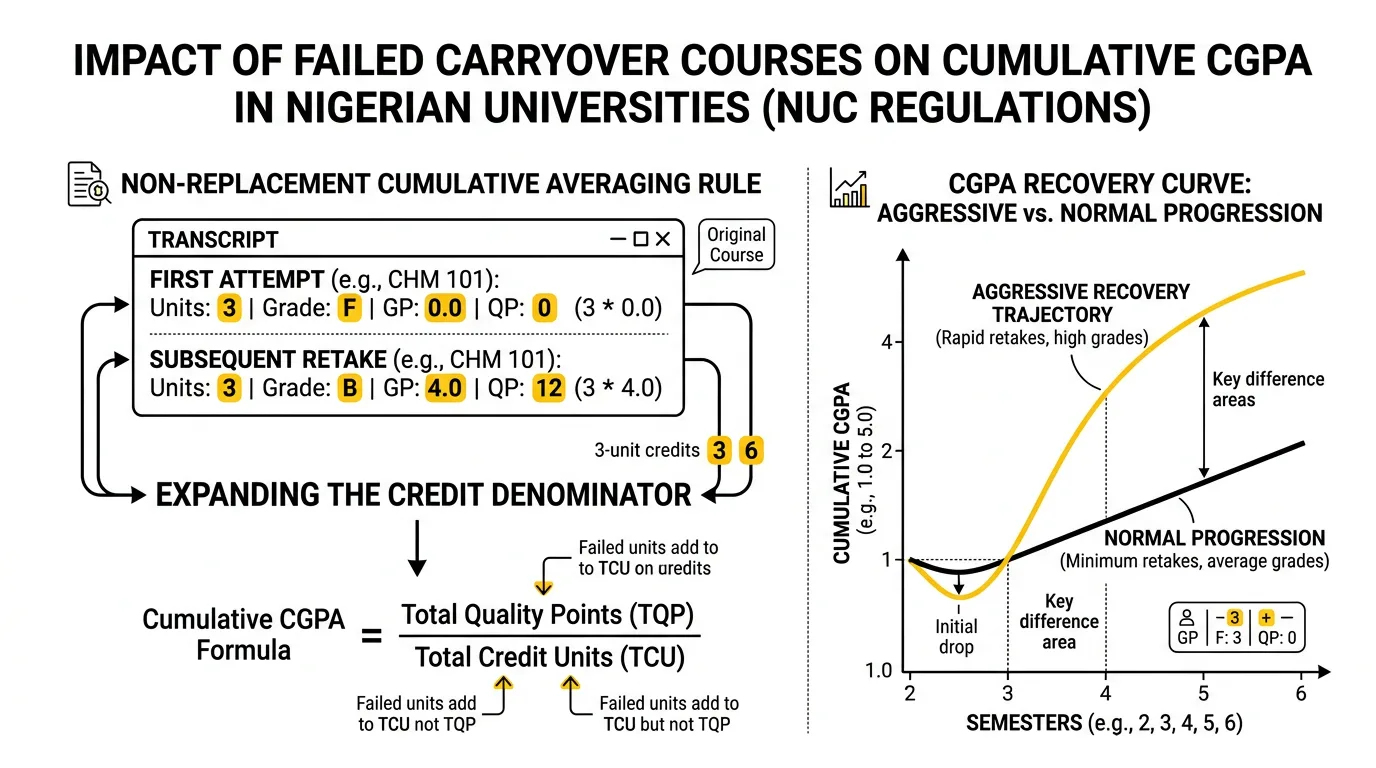 IMPACT OF FAILED CARRYOVER COURSES ON CUMULATIVE CGPA
IN NIGERIAN UNIVERSITIES (NUC REGULATIONS)
NON-REPLACEMENT CUMULATIVE AVERAGING RULE
TRANSCRIPT
Original
Course
FIRST ATTEMPT (e.g., CHM 101):
Units: 3 | Grade: F | GP: 0.0 | QP: 0 (3 * 0.0)
SUBSEQUENT RETAKE (e.g., CHM 101):
Units: 3 | Grade: B | GP: 4.0 | QP: 12 (3 * 4.0)
3-unit credits 3 6
EXPANDING THE CREDIT DENOMINATOR
Failed units add to
to TCU on uredits
Cumulative CGPA
Formula
=
Total Quality Points (TQP)
Total Credit Units (TCU)
Failed units add
to TCU not TQP
Failed units add to
TCU but not TQP
CGPA RECOVERY CURVE:
AGGRESSIVE vs. NORMAL PROGRESSION
AGGRESSIVE RECOVERY
TRAJECTORY
(Rapid retakes, high grades)
Key difference
areas
NORMAL PROGRESSION
(Minimum retakes, average grades)
Initial
drop
Key
difference
area
GP
-3
F: 3
+ –
QP: 0
CUMULATIVE CGPA
(e.g., 1.0 to 5.0)
4
2
1
1.0
2 3 4 5 6
SEMESTERS (e.g., 2, 3, 4, 5, 6)